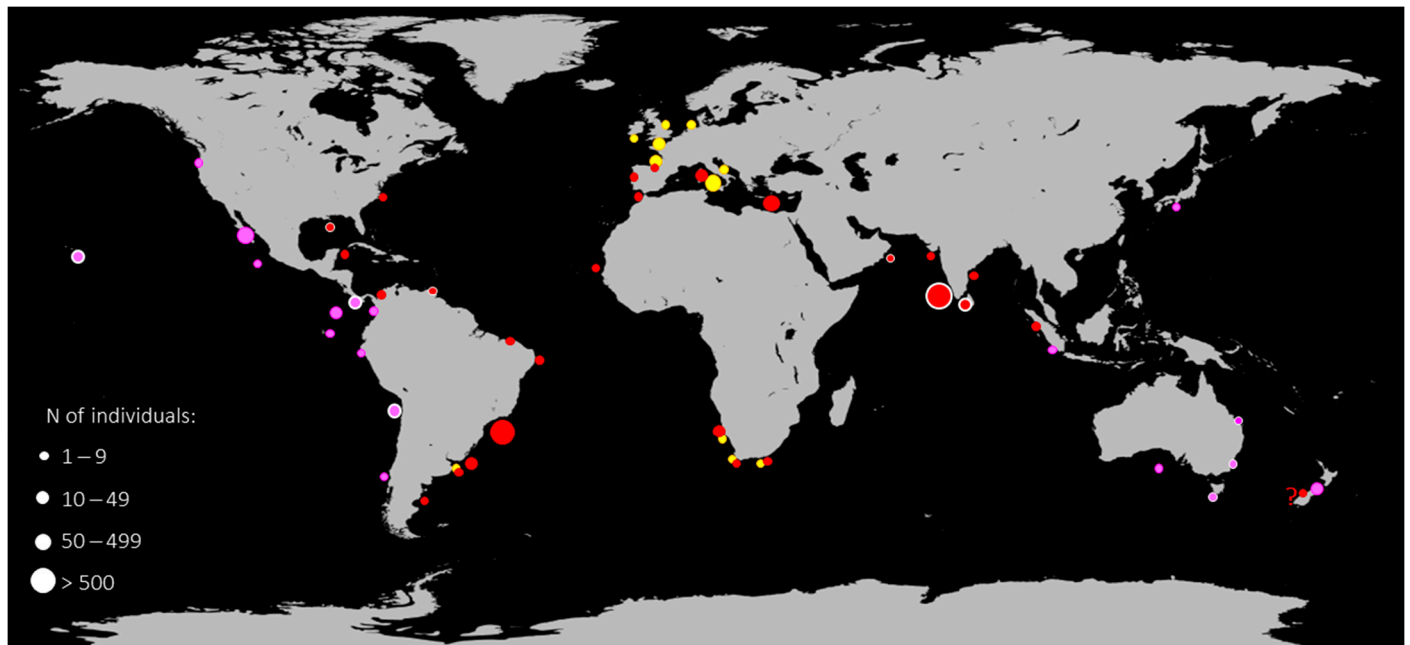 N of individuals:
1 – 9
10 – 49
50 – 499
> 500
?